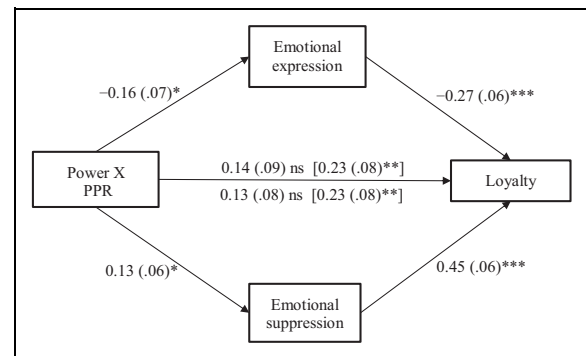 Emotional
expression
−0.16 (.07)*
−0.27 (.06)***
Power X
PPR
0.14 (.09) ns [0.23 (.08)**]
0.13 (.08) ns [0.23 (.08)**]
Loyalty
0.13 (.06)*
0.45 (.06)***
Emotional
suppression